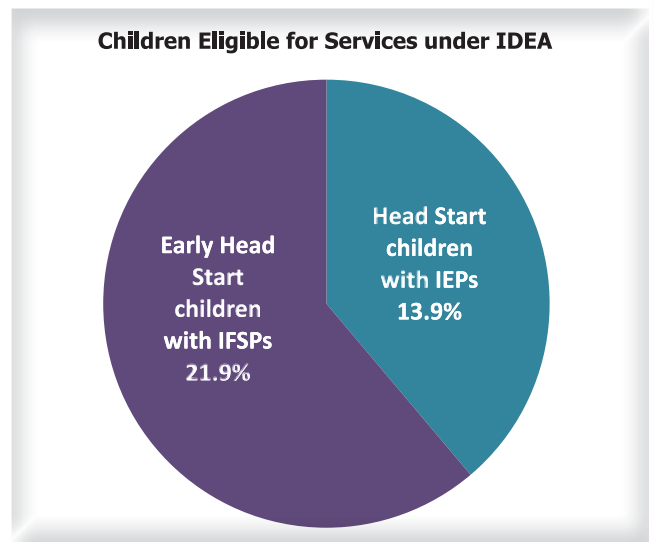 Children Eligible for Services under IDEA
Head Start
children
with IEPs
13.9%
Early Head
Start
children
with IFSPs
21.9%